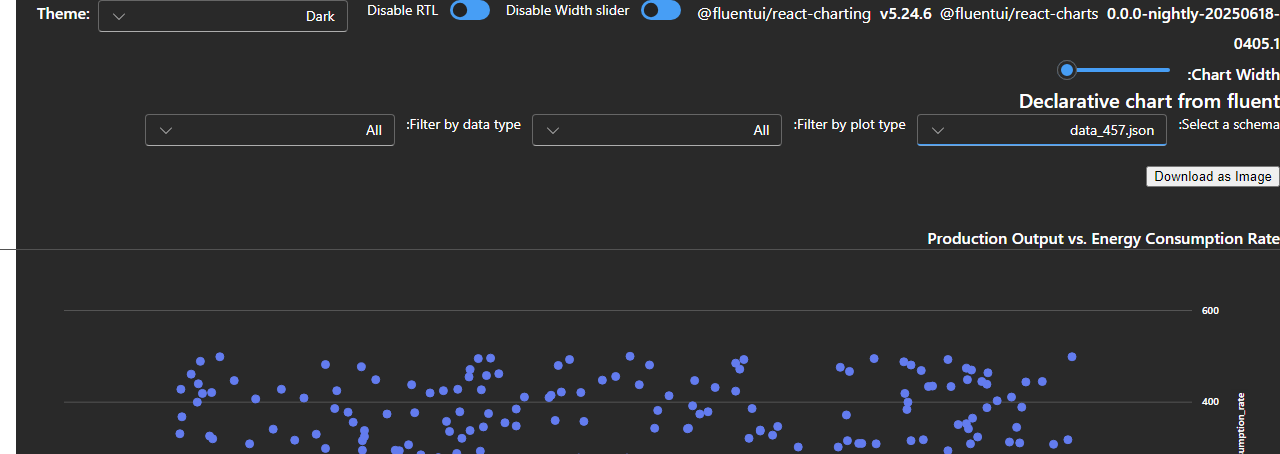 Theme:
Dark
Disable RTL
Disable Width slider
@fluentui/react-charting v5.24.6 @fluentui/react-charts 0.0.0-nightly-20250618-
0405.1
:Chart Width
Declarative chart from fluent
:Select a schema
data_457.json
:Filter by plot type
All
:Filter by data type
All
Download as Image
Production Output vs. Energy Consumption Rate
600
400
sumption_rate